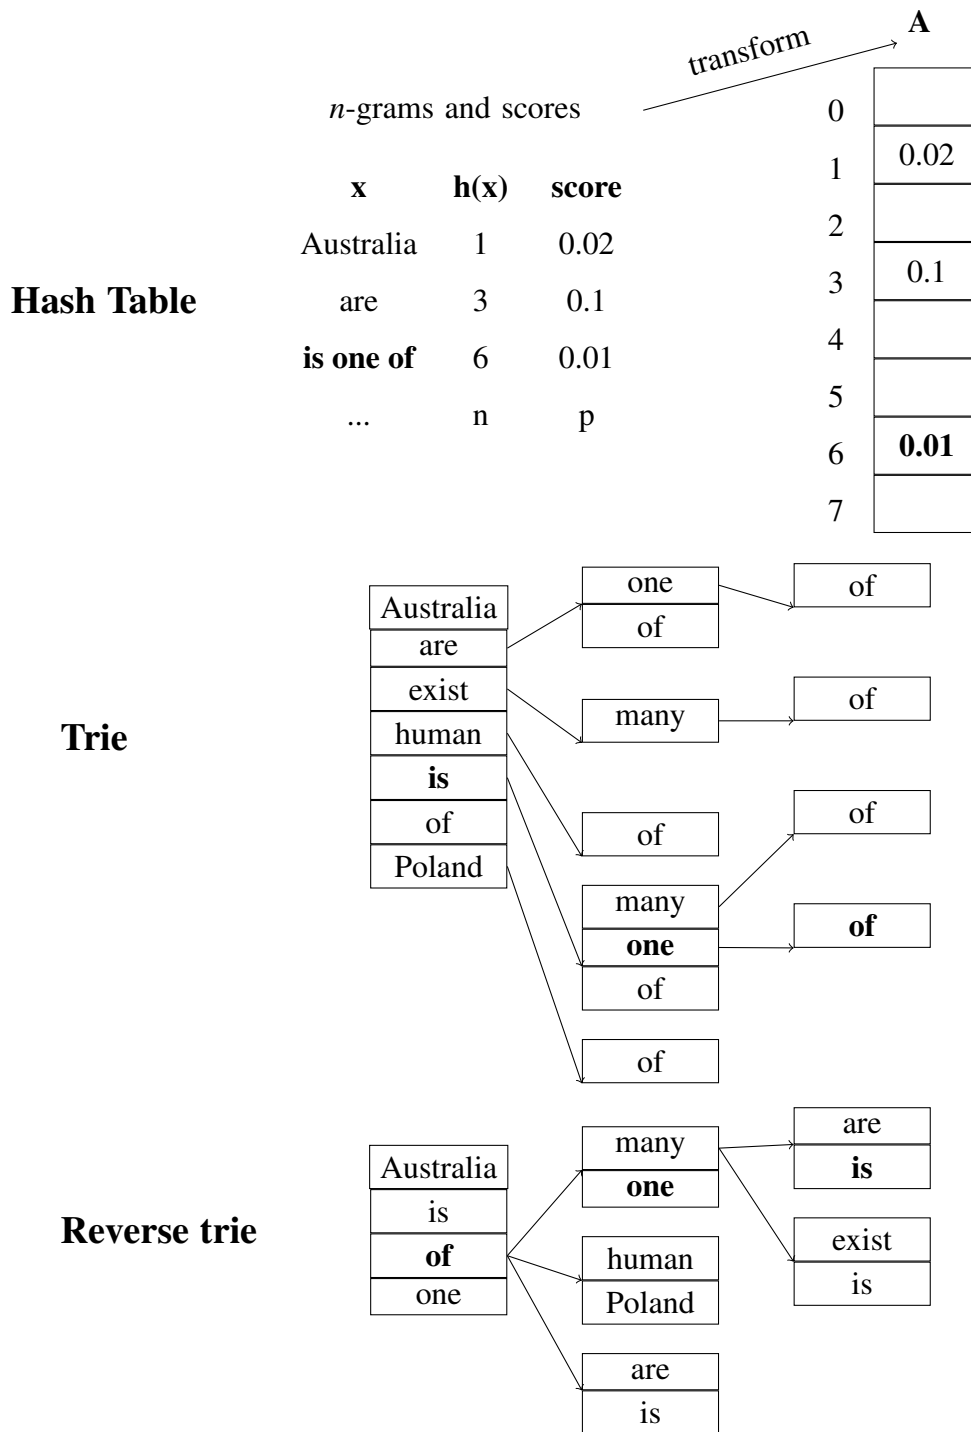 A
transform
n-grams and scores
x h(x) score
Australia 1 0.02
are 3 0.1
is one of 6 0.01
... n p
Hash Table
0
1 0.02
2
3 0.1
4
5
6 0.01
7
Trie
Australia
are
exist
human
is
of
Poland
one
of
many
of
many
one
of
of
of
of
of
of
Reverse trie
Australia
is
of
one
many
one
human
Poland
are
is
are
is
exist
is